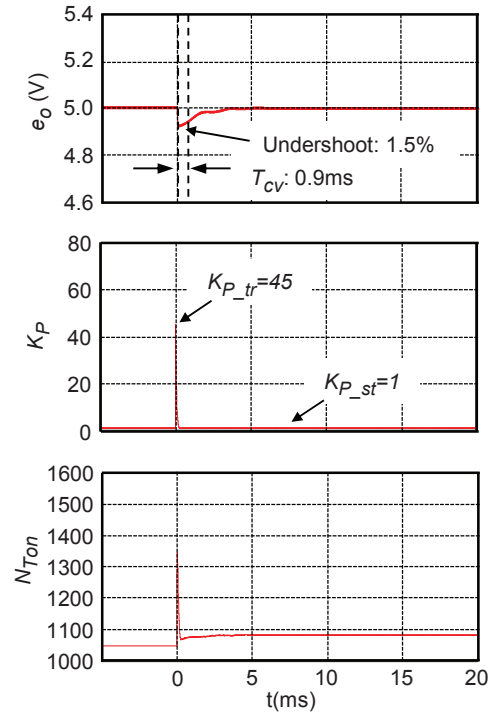 5.4
5.2
5.0
4.8
4.6
e_o (V)
Undershoot: 1.5%
T_cv: 0.9ms
80
60
40
20
0
K_P
K_P_tr=45
K_P_st=1
1600
1500
1400
1300
1200
1100
1000
N_Ton
0 5 10 15 20
t(ms)